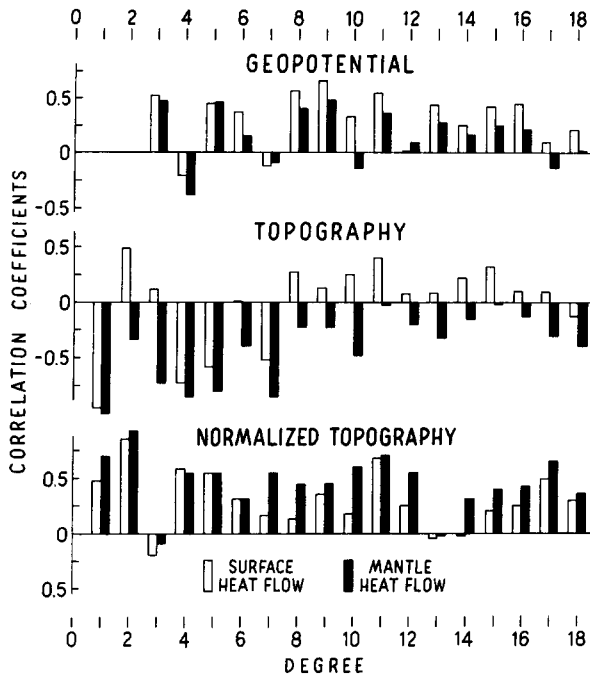 0 2 4 6 8 10 12 14 16 18
GEOPOTENTIAL
0.5
0
-0.5
TOPOGRAPHY
0.5
0
-0.5
NORMALIZED TOPOGRAPHY
0.5
0
0.5
CORRELATION COEFFICIENTS
SURFACE HEAT FLOW
MANTLE HEAT FLOW
0 2 4 6 8 10 12 14 16 18
DEGREE